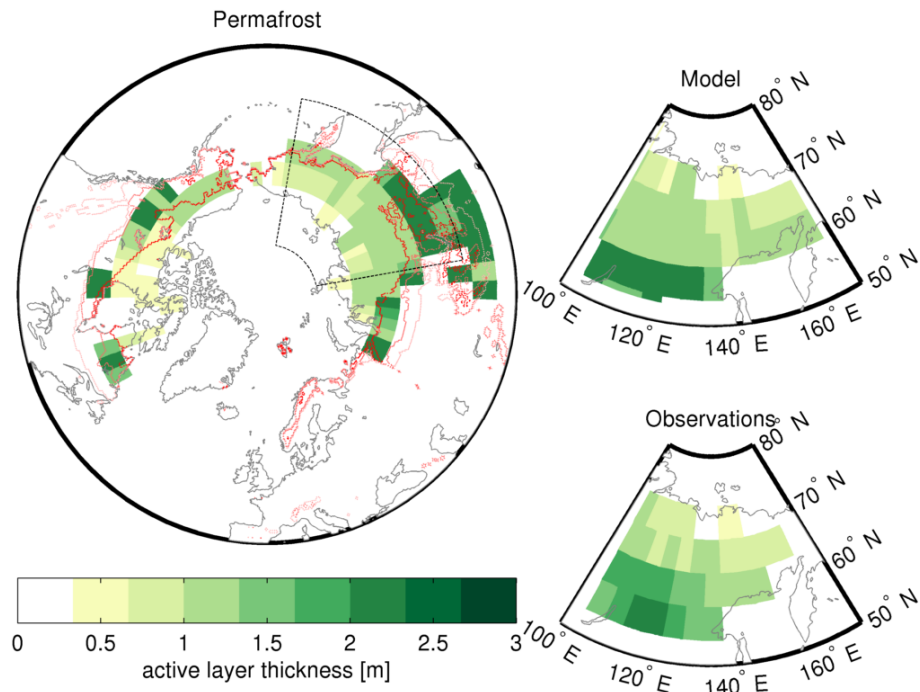 Permafrost
0 0.5 1 1.5 2 2.5 3
active layer thickness [m]
Model
80° N
70° N
60° N
50° N
100° E
120° E
140° E
160° E
Observations
80° N
70° N
60° N
50° N
100° E
120° E
140° E
160° E